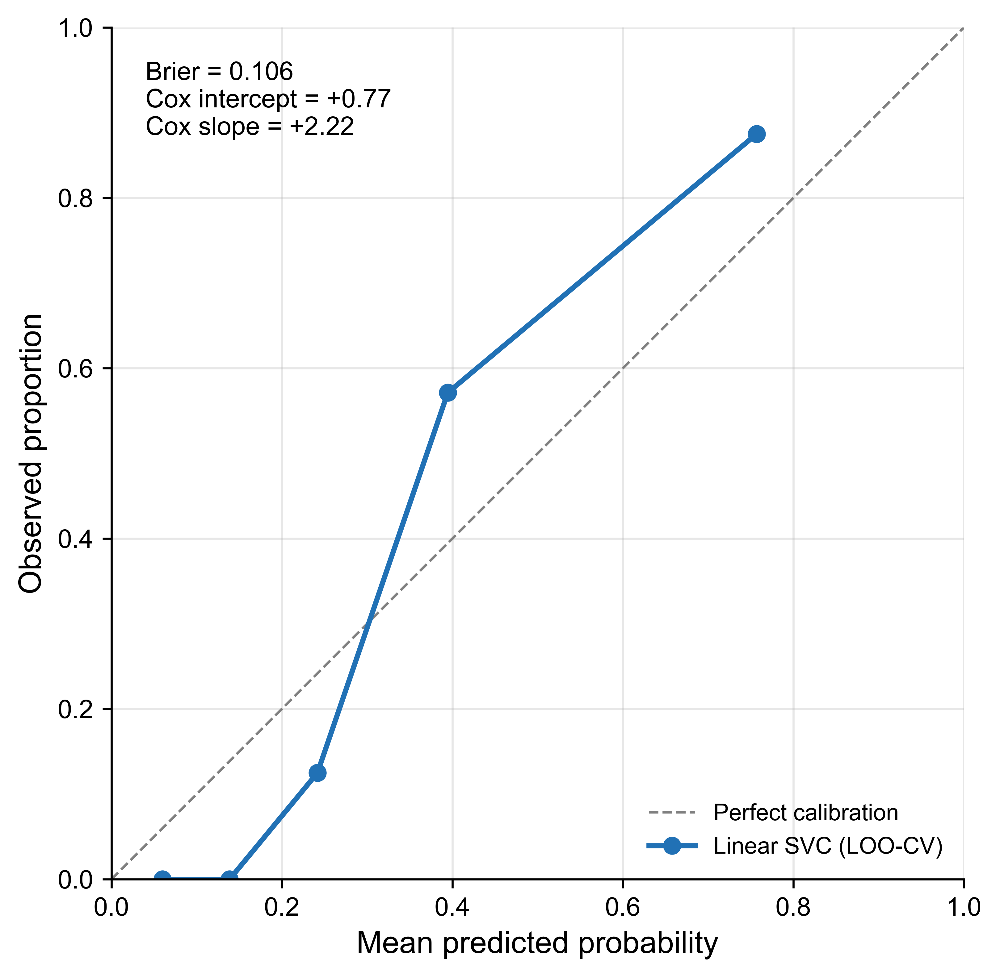 Brier = 0.106
Cox intercept = +0.77
Cox slope = +2.22
1.0
0.8
0.6
0.4
0.2
0.0
Observed proportion
Perfect calibration
Linear SVC (LOO-CV)
0.0 0.2 0.4 0.6 0.8 1.0
Mean predicted probability